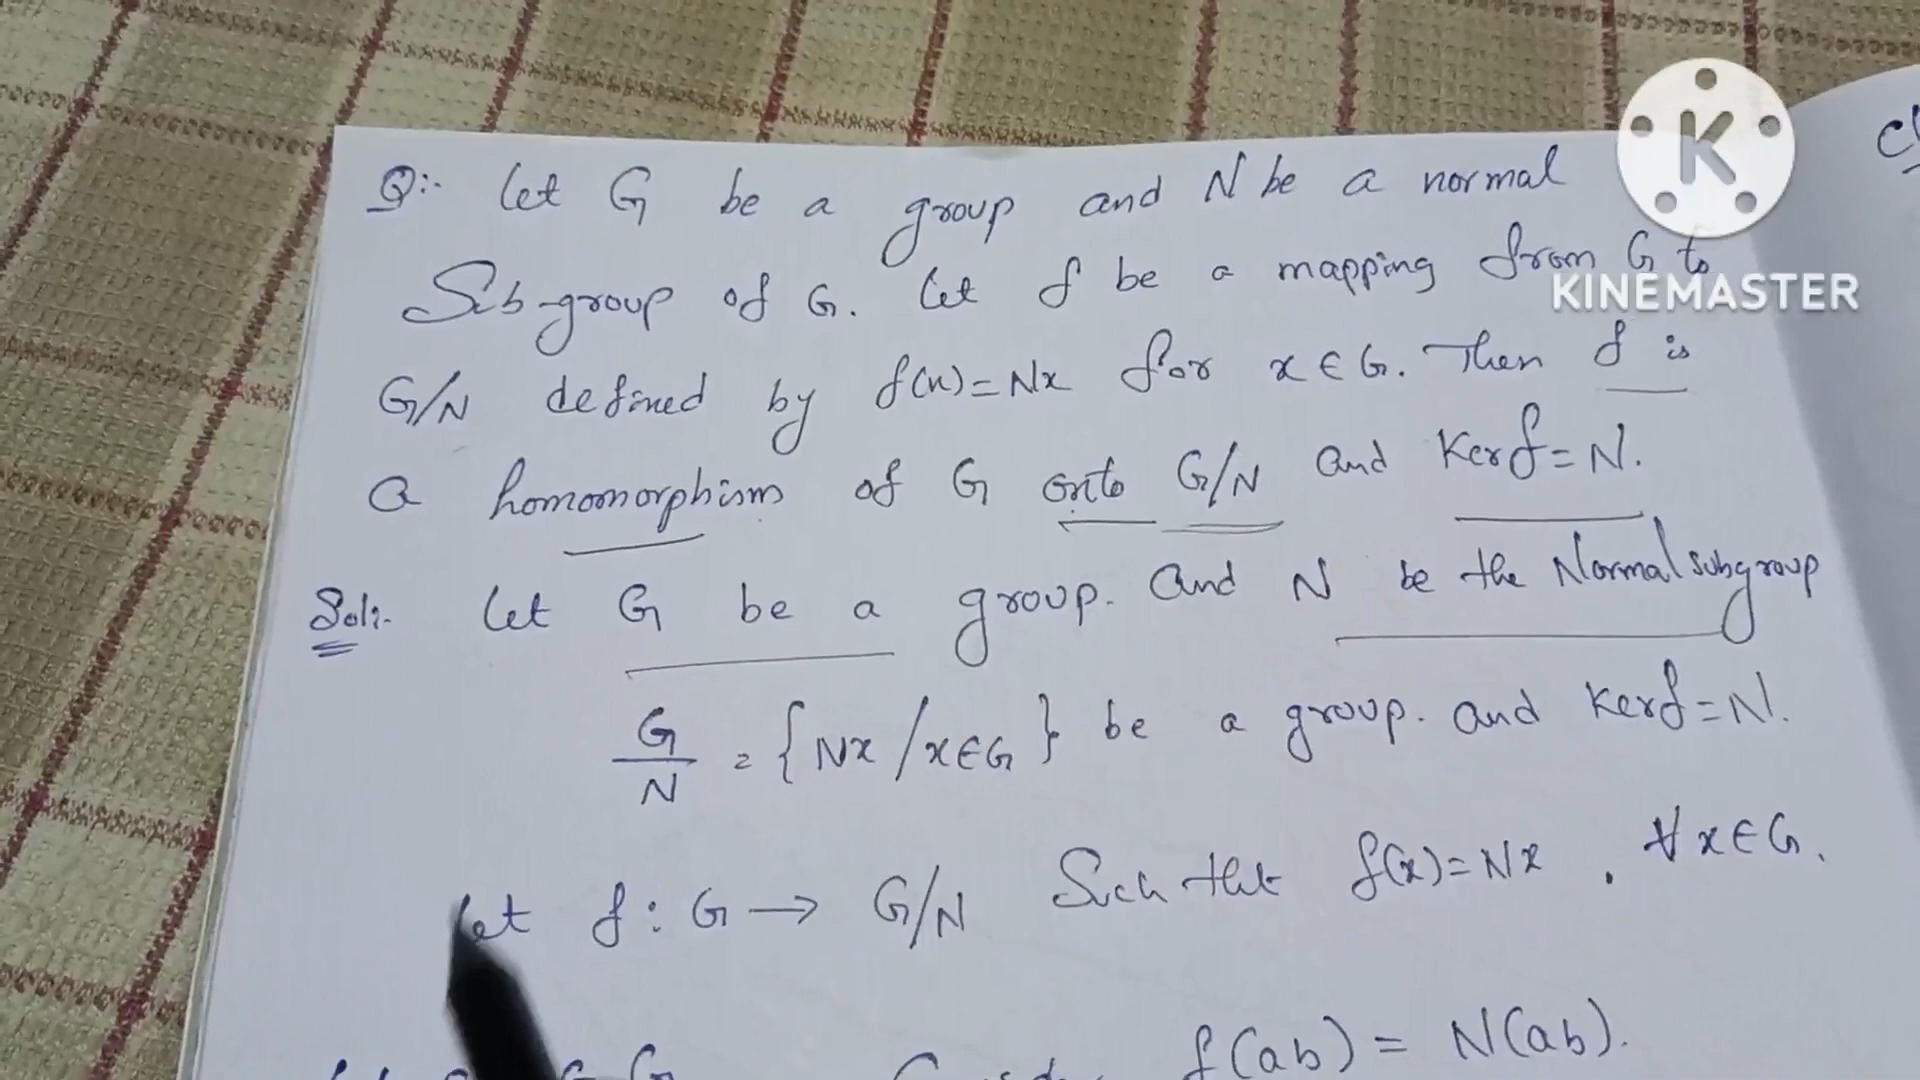 Q:- Let G be a group and N be a normal
Sub-group of G. Let f be a mapping from G to
G/N defined by f(x)=Nx for x∈G. Then f is
a homomorphism of G onto G/N and Kerf=N.
Sol:- Let G be a group. and N be the Normal subgroup
G/N = {Nx/x∈G} be a group. and Kerf=N.
Let f: G → G/N Such that f(x)=Nx . ∀x∈G.
f(ab) = N(ab).
K
KINEMASTER